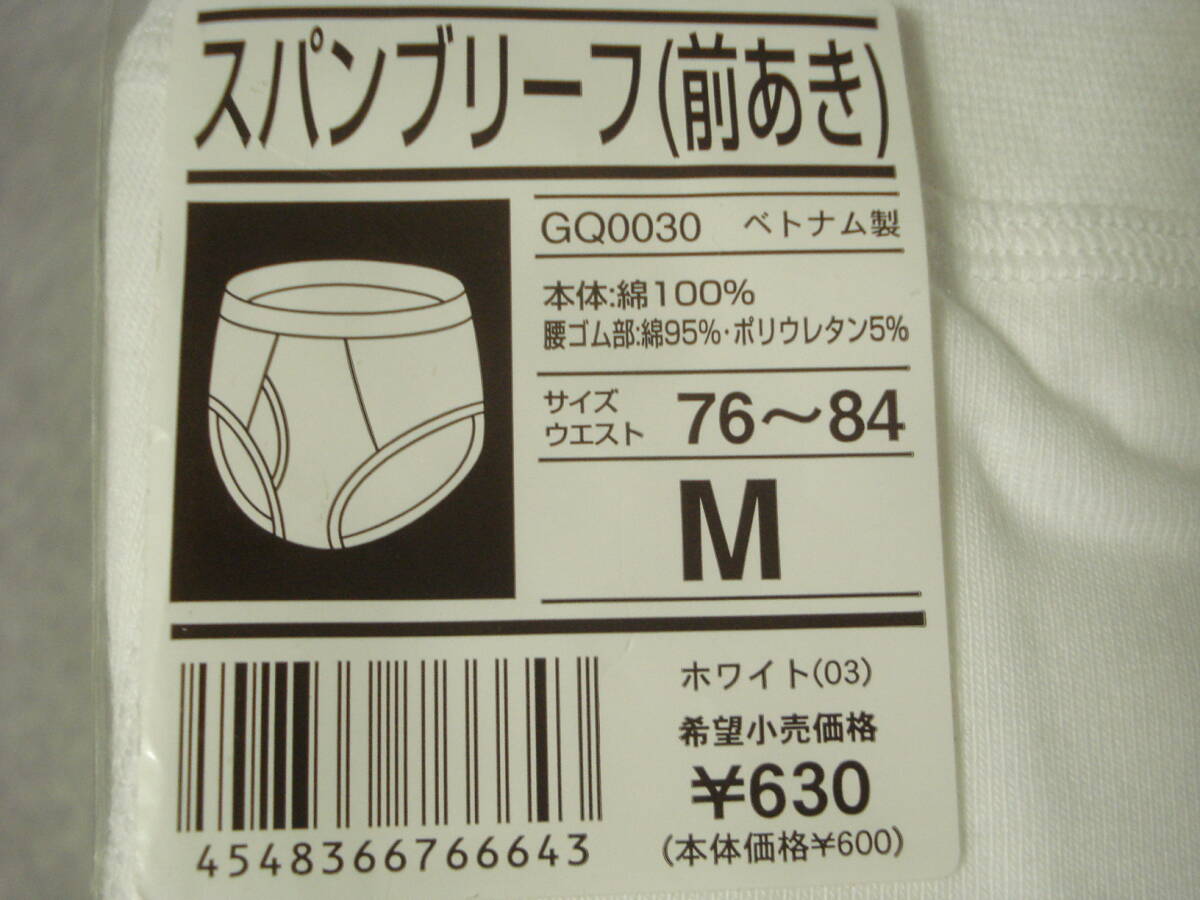 スパンブリーフ(前あき)
GQ0030 ベトナム製
本体:綿100%
腰ゴム部:綿95%・ポリウレタン5%
サイズ
ウエスト 76～84
M
ホワイト(03)
希望小売価格
¥630
(本体価格¥600)
4548366766643